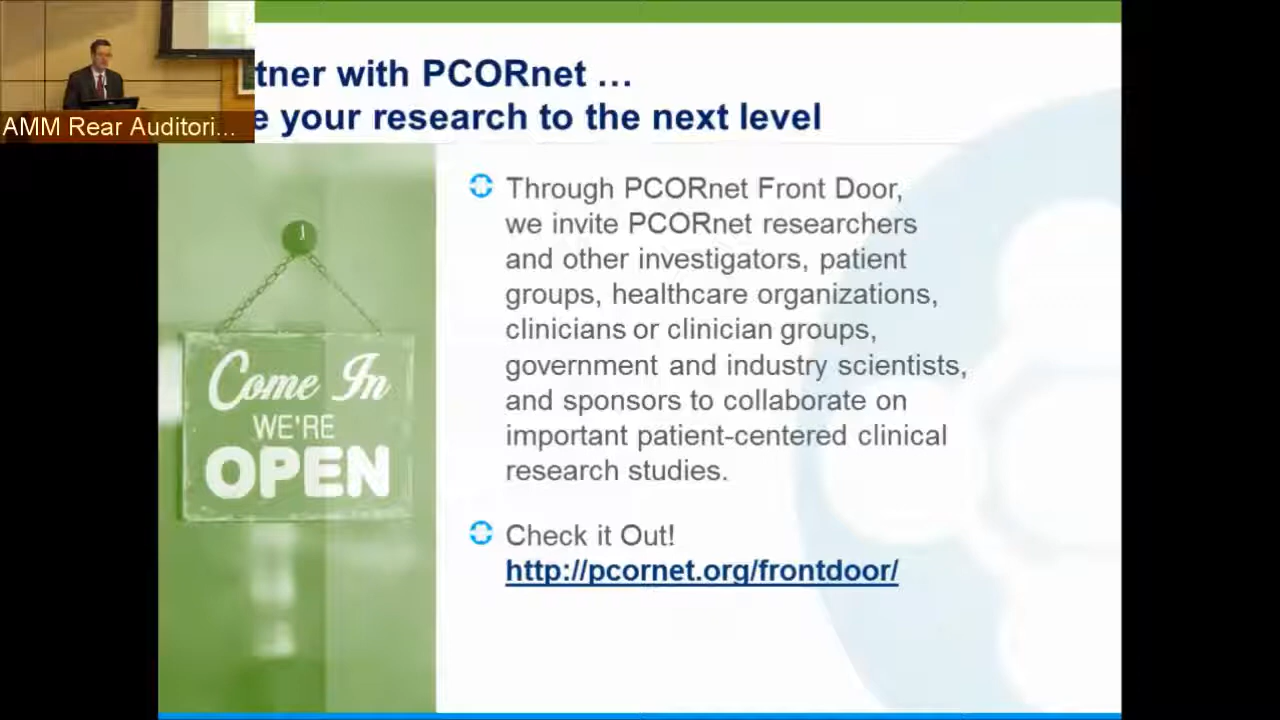 AMM Rear Auditori...
tner with PCORnet ...
e your research to the next level
Through PCORnet Front Door,
we invite PCORnet researchers
and other investigators, patient
groups, healthcare organizations,
clinicians or clinician groups,
government and industry scientists,
and sponsors to collaborate on
important patient-centered clinical
research studies.
Come In
WE'RE
OPEN
Check it Out!
http://pcornet.org/frontdoor/